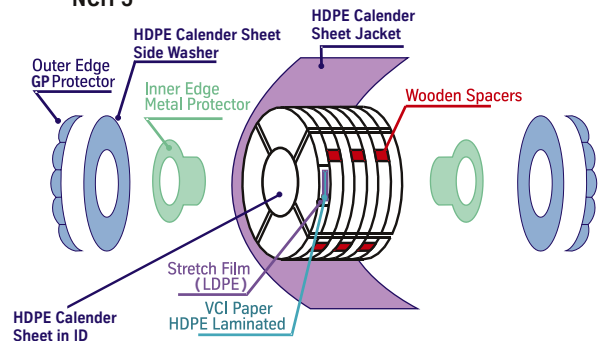 HDPE Calender
Sheet Jacket
HDPE Calender Sheet
Side Washer
Outer Edge
GP Protector
Inner Edge
Metal Protector
Wooden Spacers
Stretch Film
(LDPE)
VCI Paper
HDPE Laminated
HDPE Calender
Sheet in ID